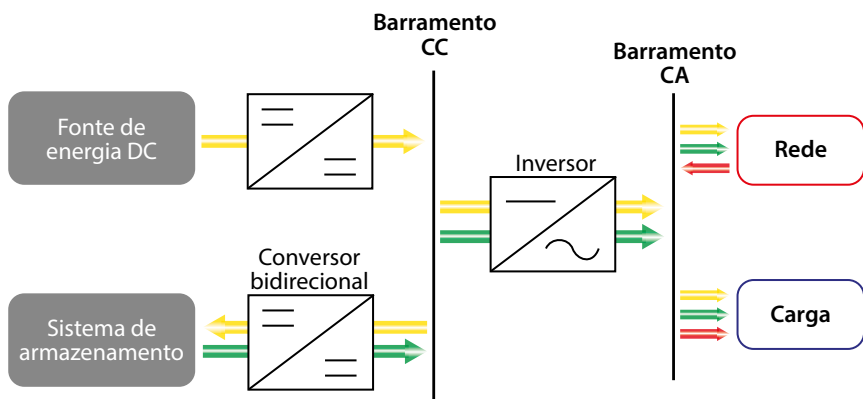 Barramento
CC
Barramento
CA
Fonte de
energia DC
Rede
Inversor
Conversor
bidirecional
Sistema de
armazenamento
Carga